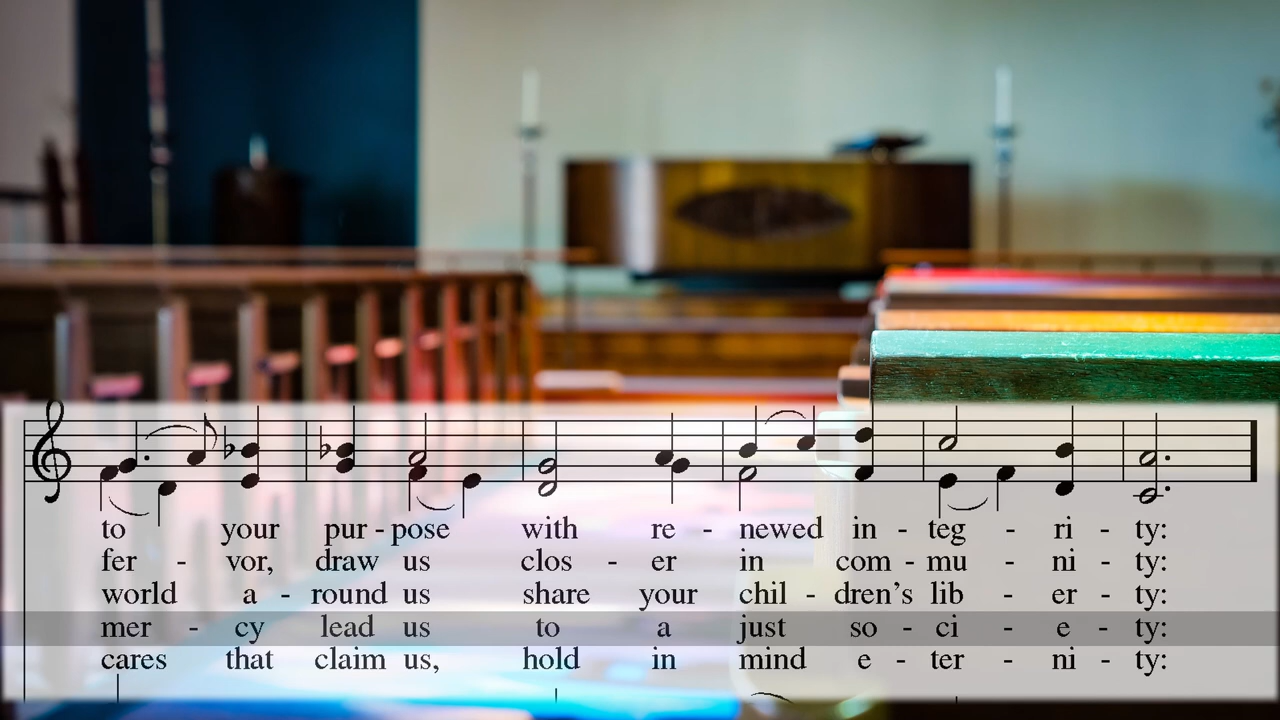 to your pur - pose with re - newed in - teg - ri - ty:
fer - vor, draw us clos - er in com - mu - ni - ty:
world a - round us share your chil - dren's lib - er - ty:
mer - cy lead us to a just so - ci - e - ty:
cares that claim us, hold in mind e - ter - ni - ty: